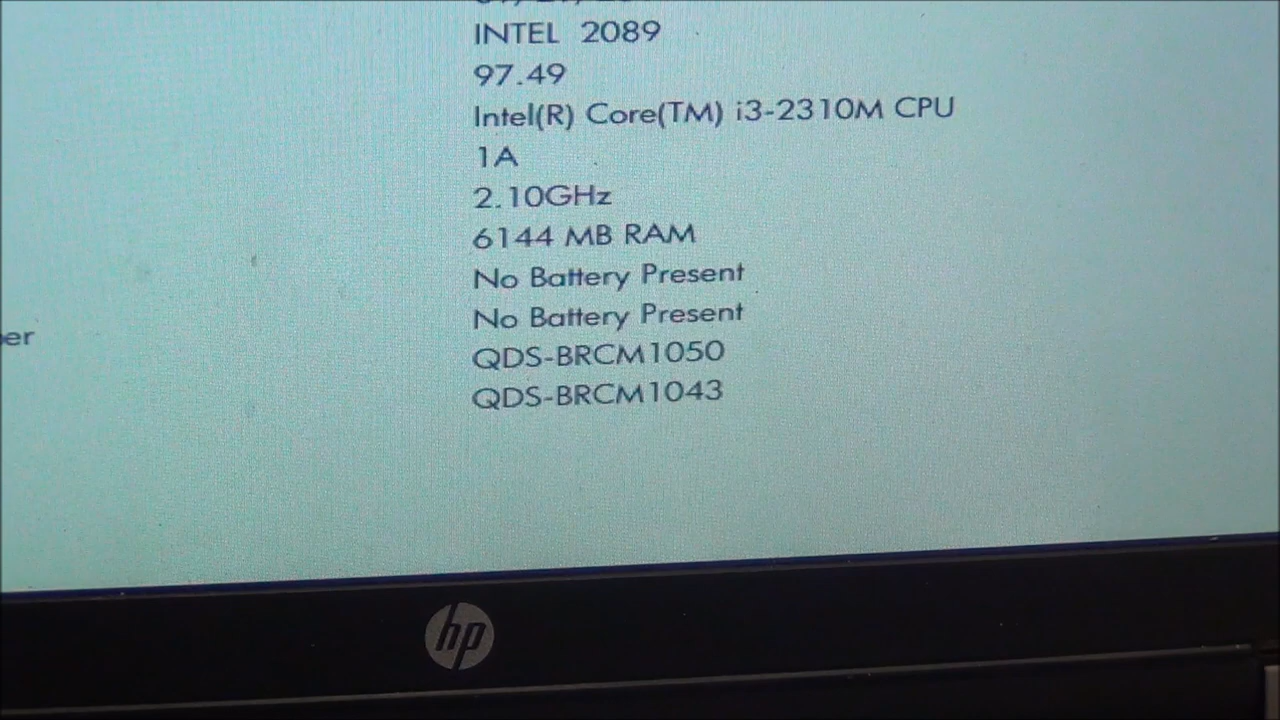 INTEL 2089
97.49
Intel(R) Core(TM) i3-2310M CPU
1A
2.10GHz
6144 MB RAM
No Battery Present
No Battery Present
er
QDS-BRCM1050
QDS-BRCM1043
hp